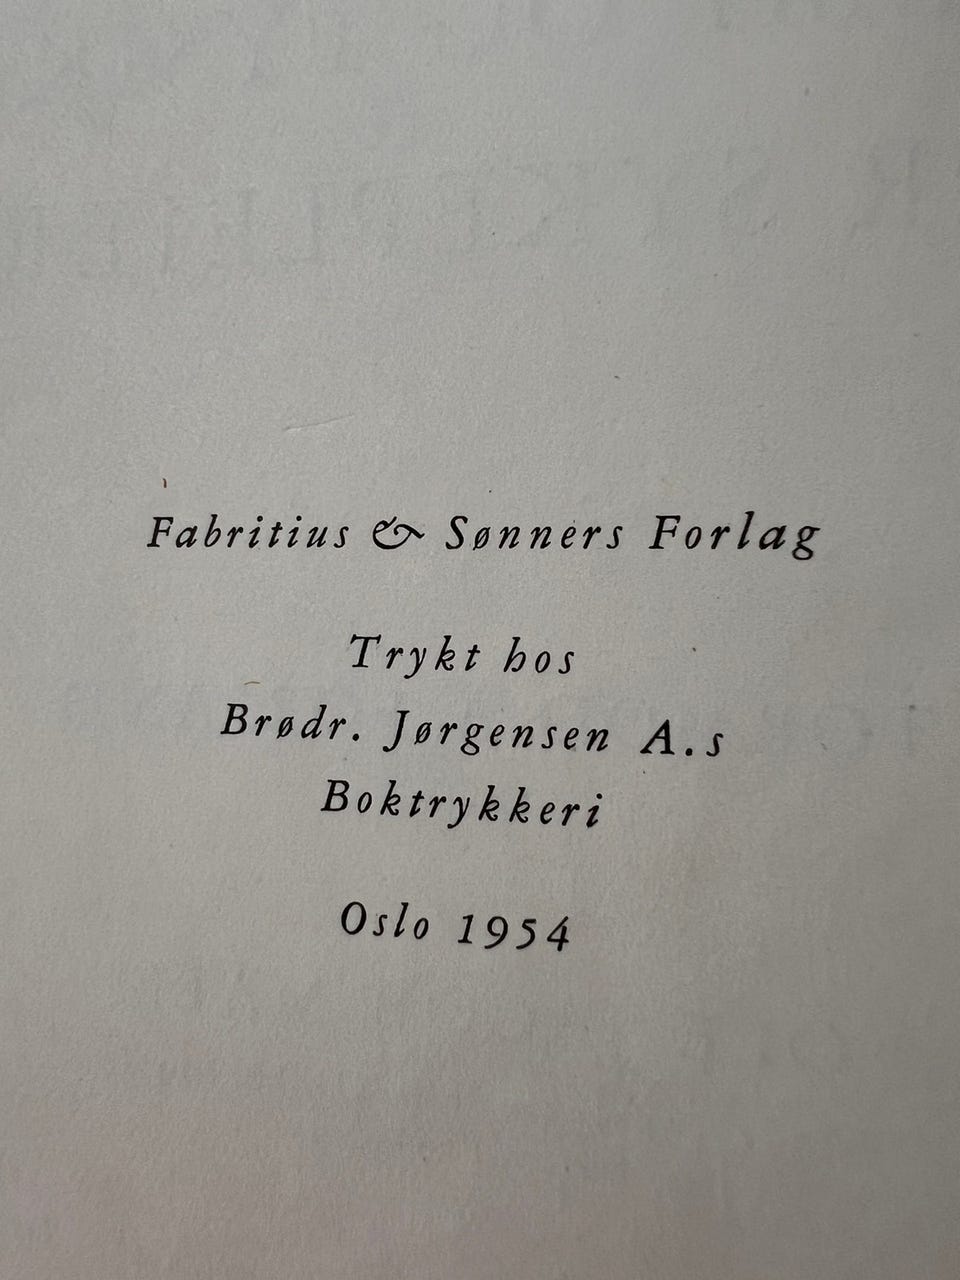 Fabritius & Sønners Forlag
Trykt hos
Brødr. Jørgensen A.s
Boktrykkeri
Oslo 1954